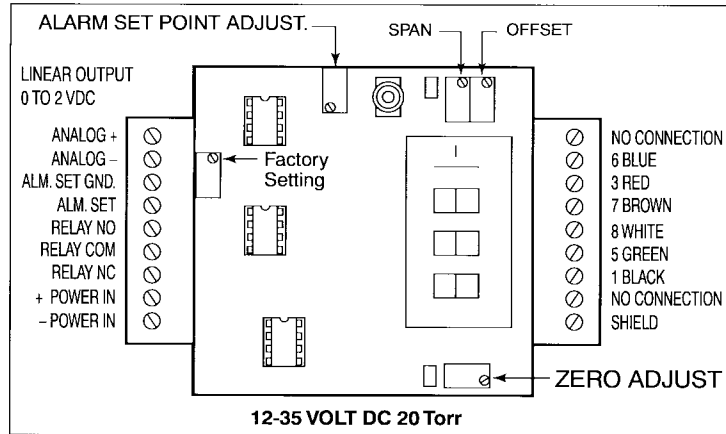 ALARM SET POINT ADJUST.
SPAN
OFFSET
LINEAR OUTPUT
0 TO 2 VDC
ANALOG +
ANALOG –
ALM. SET GND.
ALM. SET
RELAY NO
RELAY COM
RELAY NC
+ POWER IN
– POWER IN
Factory
Setting
NO CONNECTION
6 BLUE
3 RED
7 BROWN
8 WHITE
5 GREEN
1 BLACK
NO CONNECTION
SHIELD
ZERO ADJUST
12-35 VOLT DC 20 Torr